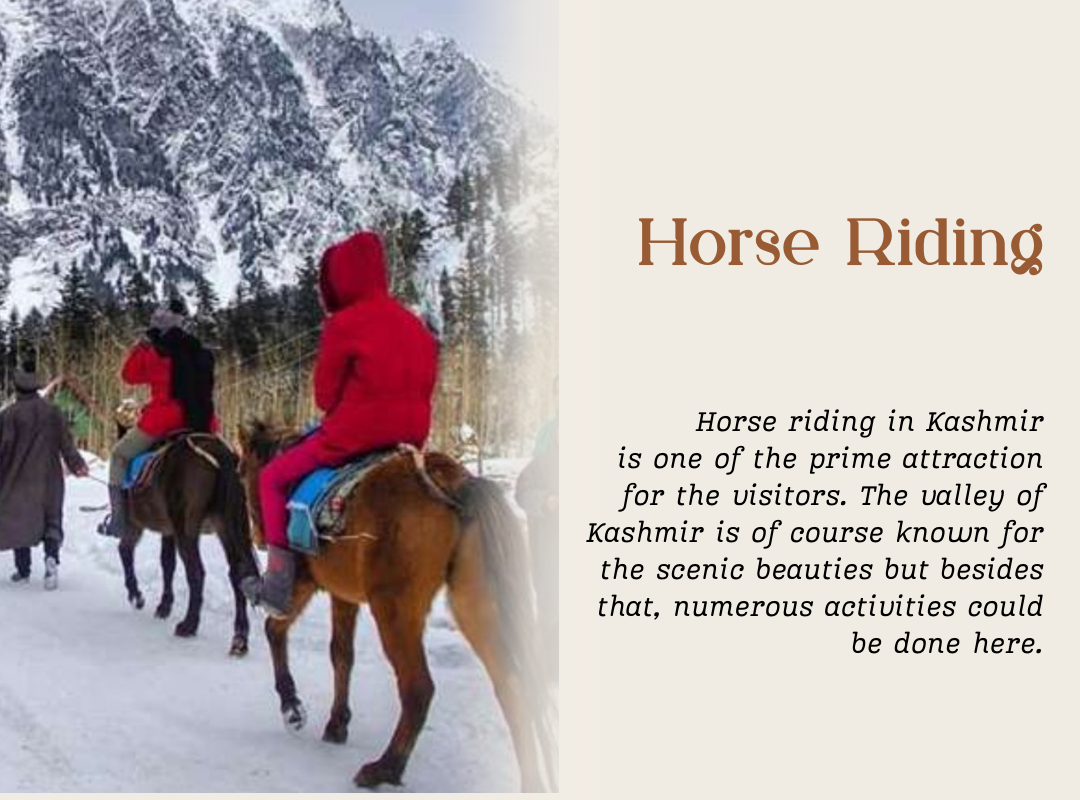 Horse Riding
Horse riding in Kashmir
is one of the prime attraction
for the visitors. The valley of
Kashmir is of course known for
the scenic beauties but besides
that, numerous activities could
be done here.